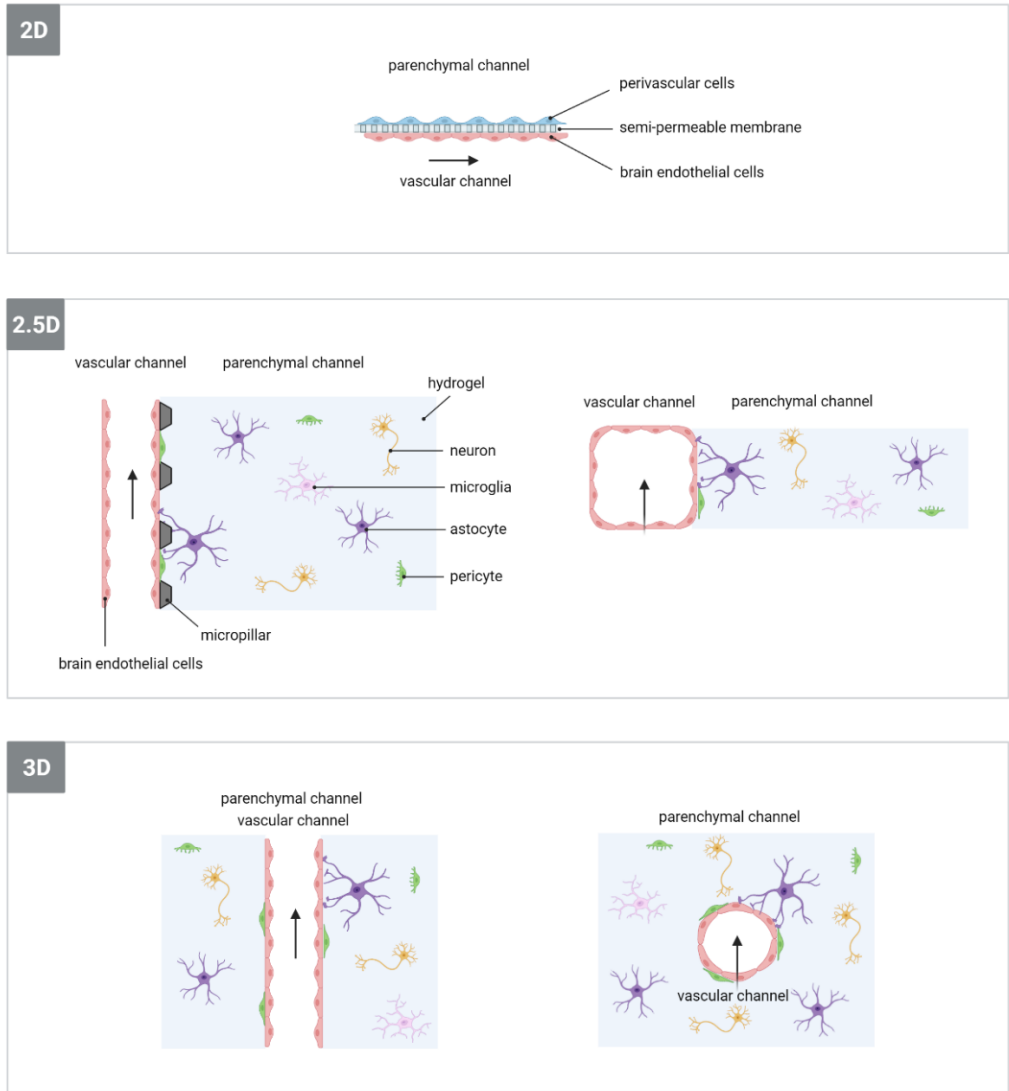 2D
parenchymal channel
perivascular cells
semi-permeable membrane
brain endothelial cells
vascular channel
2.5D
vascular channel
parenchymal channel
hydrogel
neuron
microglia
astocyte
pericyte
micropillar
brain endothelial cells
vascular channel
parenchymal channel
3D
parenchymal channel
vascular channel
parenchymal channel
vascular channel